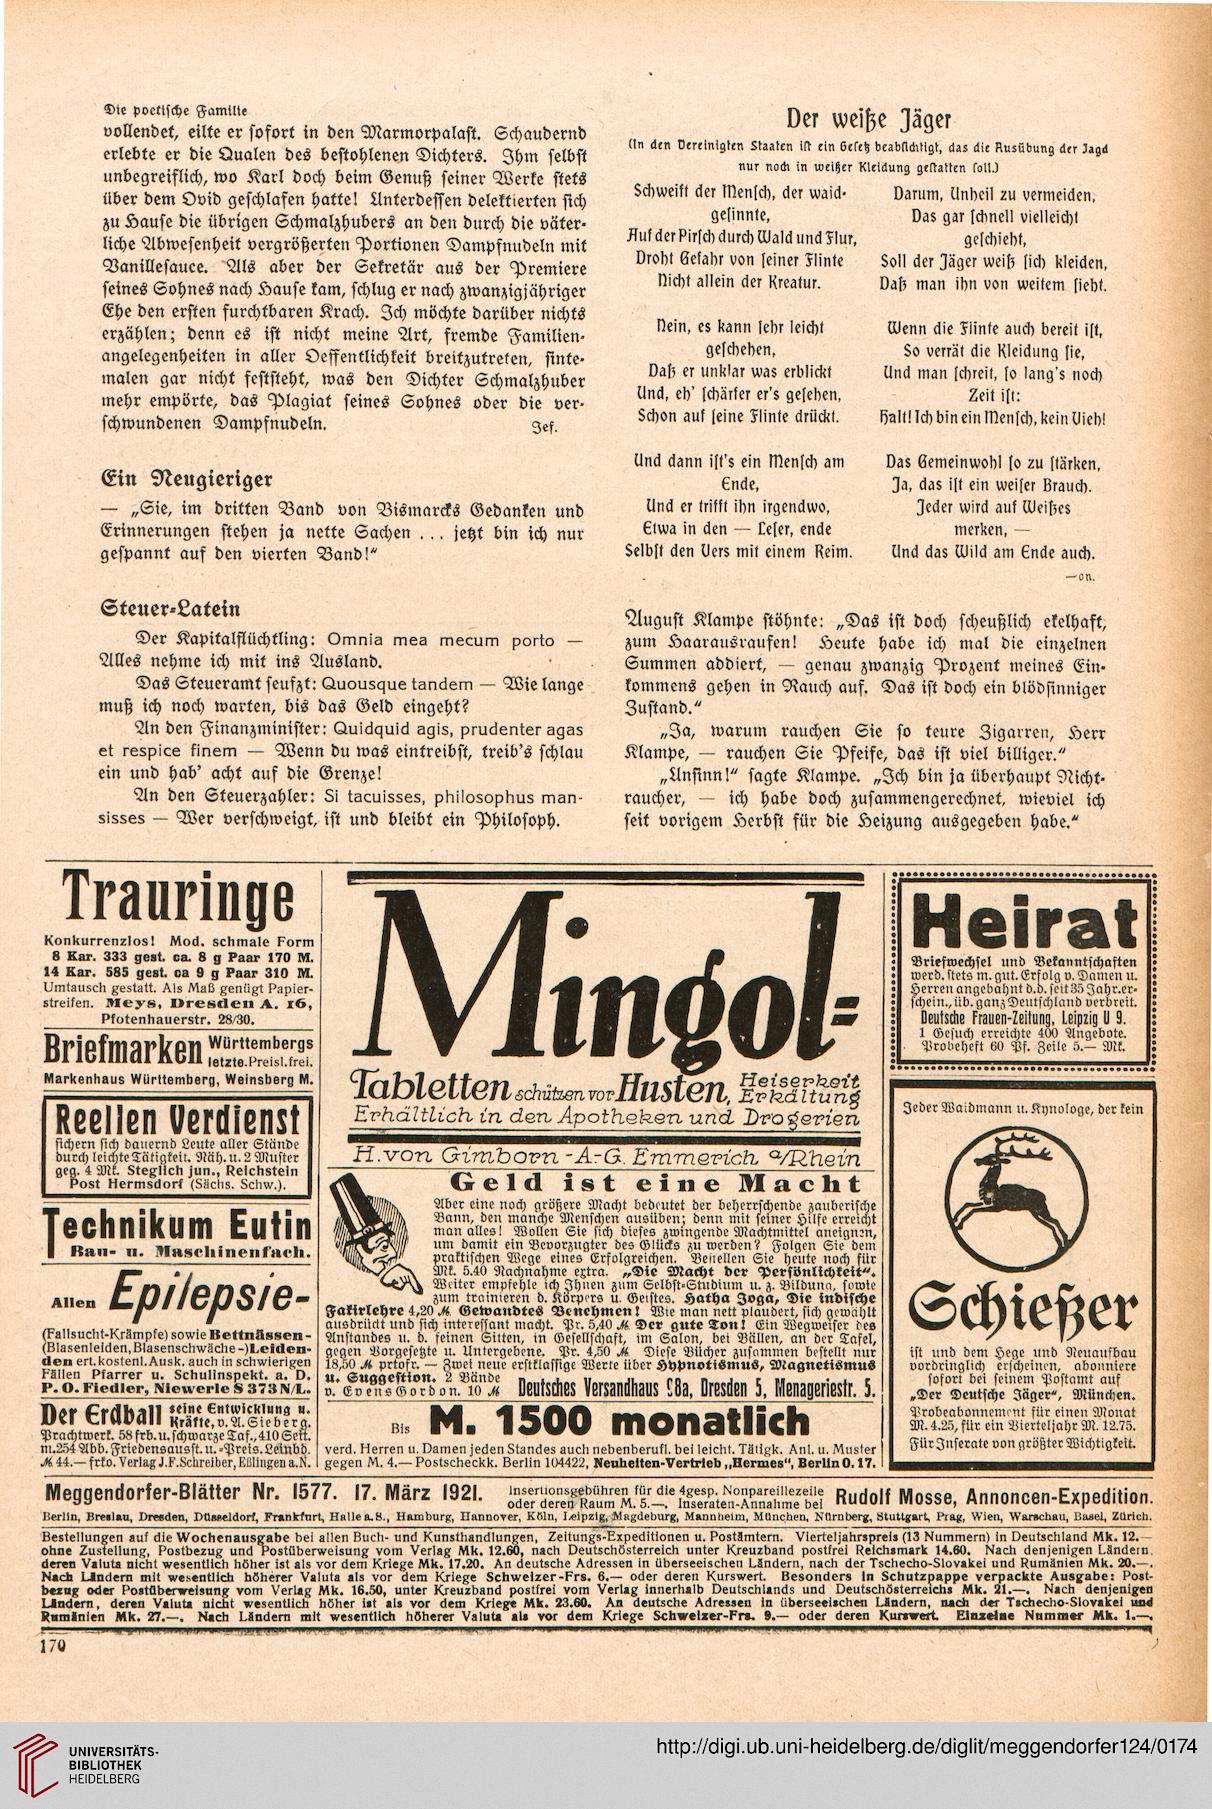 Die poetische Familie
vollendet, eilte er sofort in den Marmorpalast. Schaudernd
erlebte er die Qualen des bestohlenen Dichters. Ihm selbst
unbegreiflich, wo Karl doch beim Genuß seiner Werke stets
über dem Ovid geschlafen hatte! Unterdessen delektierten sich
zu Hause die übrigen Schmalzhubers an den durch die väter-
liche Abwesenheit vergrößerten Portionen Dampfnudeln mit
Vanillesauce. Als aber der Sekretär aus der Premiere
seines Sohnes nach Hause kam, schlug er nach zwanzigjähriger
Ehe den ersten furchtbaren Krach. Ich möchte darüber nichts
erzählen; denn es ist nicht meine Art, fremde Familien-
angelegenheiten in aller Oeffentlichkeit breitzutreten, sinte-
malen gar nicht feststeht, was den Dichter Schmalzhuber
mehr empörte, das Plagiat seines Sohnes oder die ver-
schwundenen Dampfnudeln.
Jef.
Ein Neugieriger
— „Sie, im dritten Band von Bismarcks Gedanken und
Erinnerungen stehen ja nette Sachen ... jetzt bin ich nur
gespannt auf den vierten Band!“
Steuer-Latein
Der Kapitalflüchtling: Omnia mea mecum porto —
Alles nehme ich mit ins Ausland.
Das Steueramt seufzt: Quousque tandem — Wie lange
muß ich noch warten, bis das Geld eingeht?
An den Finanzminister: Quidquid agis, prudenter agas
et respice finem — Wenn du was eintreibst, treib's schlau
ein und hab' acht auf die Grenze!
An den Steuerzahler: Si tacuisses, philosophus man-
sisses — Wer verschweigt, ist und bleibt ein Philosoph.
Der weiße Jäger
(In den Vereinigten Staaten ist ein Gesetz beabsichtigt, das die Ausübung der Jagd
nur noch in weißer Kleidung gestatten soll.)
Schweift der Mensch, der waid-
gesinnte,
Auf der Pirsch durch Wald und Flur,
Droht Gefahr von seiner Flinte
Nicht allein der Kreatur.
Nein, es kann sehr leicht
geschehen,
Daß er unklar was erblickt
Und, eh' schärfer er's gesehen,
Schon auf seine Flinte drückt.
Und dann ist's ein Mensch am
Ende,
Und er trifft ihn irgendwo,
Etwa in den — Leser, ende
Selbst den Vers mit einem Reim.
Darum, Unheil zu vermeiden,
Das gar schnell vielleicht
geschieht,
Soll der Jäger weiß sich kleiden,
Daß man ihn von weitem sieht.
Wenn die Flinte auch bereit ist,
So verrät die Kleidung sie,
Und man schreit, so lang's noch
Zeit ist:
Halt! Ich bin ein Mensch, kein Vieh!
Das Gemeinwohl so zu stärken,
Ja, das ist ein weiser Brauch.
Jeder wird auf Weißes
merken, —
Und das Wild am Ende auch.
—on.
August Klampe stöhnte: „Das ist doch scheußlich ekelhaft,
zum Haarausraufen! Heute habe ich mal die einzelnen
Summen addiert, — genau zwanzig Prozent meines Ein-
kommens gehen in Rauch auf. Das ist doch ein blödsinniger
Zustand.“
„Ja, warum rauchen Sie so teure Zigarren, Herr
Klampe, — rauchen Sie Pfeife, das ist viel billiger.“
„Unsinn!“ sagte Klampe. „Ich bin ja überhaupt Nicht-
raucher, — ich habe doch zusammengerechnet, wieviel ich
seit vorigem Herbst für die Heizung ausgegeben habe.“
Trauringe
Konkurrenzlos! Mod. schmale Form
8 Kar. 333 gest. ca. 8 g Paar 170 M.
14 Kar. 585 gest. ca 9 g Paar 310 M.
Umtausch gestatt. Als Maß genügt Papier-
streifen. Meys, Dresden A. 16,
Pfotenhauerstr. 28/30.
Briefmarken Württembergs
letzte. Preisl. frei.
Markenhaus Württemberg, Weinsberg M.
Reellen Verdienst
sichern sich dauernd Leute aller Stände
durch leichte Tätigkeit. Näh. u. 2 Muster
geg. 4 Mk. Steglich jun., Reichstein
Post Hermsdorf (Sächs. Schw.).
Technikum Eutin
Bau- u. Maschinenfach.
Allen Epilepsie-
(Fallsucht-Krämpfe) sowie Bettnässen-
(Blasenleiden, Blasenschwäche-) Leiden-
den ert. kostenl. Ausk. auch in schwierigen
Fällen Pfarrer u. Schulinspekt. a. D.
P. O. Fiedler, Niewerle S 373 N/L.
Der Erdball seine Entwicklung u.
Kräfte, v. A. Sieberg.
Prachtwerk. 58 frb. u. schwarze Taf., 410 Seit.
m. 254 Abb. Friedensausst. u. -Preis. Leinbd.
ℳ 44.— frko. Verlag J. F. Schreiber, Eßlingen a. N.
Mingol-
Tabletten schützen vor Husten, Heiserkeit
Erkältung
Erhältlich in den Apotheken und Drogerien
H. von Gimborn - A.-G. Emmerich a/Rhein
Geld ist eine Macht
Aber eine noch größere Macht bedeutet der beherrschende zauberische
Bann, den manche Menschen ausüben; denn mit seiner Hilfe erreicht
man alles! Wollen Sie sich dieses zwingende Machtmittel aneignen,
um damit ein Bevorzugter des Glücks zu werden? Folgen Sie dem
praktischen Wege eines Erfolgreichen. Bestellen Sie heute noch für
Mk. 5.40 Nachnahme extra. „Die Macht der Persönlichkeit“.
Weiter empfehle ich Ihnen zum Selbst-Studium u. z. Bildung, sowie
zum trainieren d. Körpers u. Geistes. Hatha Joga, Die indische
Fakirlehre 4,20 ℳ Gewandtes Benehmen! Wie man nett plaudert, sich gewählt
ausdrückt und sich interessant macht. Pr. 5,40 ℳ Der gute Ton! Ein Wegweiser des
Anstandes u. d. feinen Sitten, in Gesellschaft, im Salon, bei Bällen, an der Tafel,
gegen Vorgesetzte u. Untergebene. Pr. 4,50 ℳ Diese Bücher zusammen bestellt nur
18,50 ℳ prtofr. — Zwei neue erstklassige Werke über Hypnotismus, Magnetismus
u. Suggestion. 2 Bände
v. Evens Gordon. 10 ℳ Deutsches Versandhaus C8a, Dresden 5, Menageriestr. 5.
Bis M. 1500 monatlich
verd. Herren u. Damen jeden Standes auch nebenberufl. bei leicht. Tätigk. Anl. u. Muster
gegen M. 4.— Postscheckk. Berlin 104422, Neuheiten-Vertrieb „Hermes“, Berlin O. 17.
Heirat
Briefwechsel und Bekanntschaften
werd. stets m. gut. Erfolg v. Damen u.
Herren angebahnt d. d. seit 35 Jahr. er-
schein., üb. ganz Deutschland verbreit.
Deutsche Frauen-Zeitung, Leipzig U 9.
1 Gesuch erreichte 400 Angebote.
Probeheft 60 Pf. Zeile 5.— Mk.
Jeder Waidmann u. Kynologe, der kein
Schießer
ist und dem Hege und Neuaufbau
vordringlich erscheinen, abonniere
sofort bei seinem Postamt auf
„Der Deutsche Jäger“, München.
Probeabonnement für einen Monat
M. 4.25, für ein Vierteljahr M. 12.75.
Für Inserate von größter Wichtigkeit.
Meggendorfer-Blätter Nr. 1577. 17. März 1921. Insertionsgebühren für die 4gesp. Nonpareillezeile
oder deren Raum M. 5.—. Inseraten-Annahme bei Rudolf Mosse, Annoncen-Expedition.
Berlin, Breslau, Dresden, Düsseldorf, Frankfurt, Halle a. S., Hamburg, Hannover, Köln, Leipzig, Magdeburg, Mannheim, München, Nürnberg, Stuttgart, Prag, Wien, Warschau, Basel, Zürich.
Bestellungen auf die Wochenausgabe bei allen Buch- und Kunsthandlungen, Zeitungs-Expeditionen u. Postämtern. Vierteljahrspreis (13 Nummern) in Deutschland Mk. 12.—
ohne Zustellung, Postbezug und Postüberweisung vom Verlag Mk. 12.60, nach Deutschösterreich unter Kreuzband postfrei Reichsmark 14.60. Nach denjenigen Ländern,
deren Valuta nicht wesentlich höher ist als vor dem Kriege Mk. 17.20. An deutsche Adressen in überseeischen Ländern, nach der Tschecho-Slovakei und Rumänien Mk. 20.—.
Nach Ländern mit wesentlich höherer Valuta als vor dem Kriege Schweizer-Frs. 6.— oder deren Kurswert. Besonders in Schutzpappe verpackte Ausgabe: Post-
bezug oder Postüberweisung vom Verlag Mk. 16.50, unter Kreuzband postfrei vom Verlag innerhalb Deutschlands und Deutschösterreichs Mk. 21.—. Nach denjenigen
Ländern, deren Valuta nicht wesentlich höher ist als vor dem Kriege Mk. 23.60. An deutsche Adressen in überseeischen Ländern, nach der Tschecho-Slovakei und
Rumänien Mk. 27.—. Nach Ländern mit wesentlich höherer Valuta als vor dem Kriege Schweizer-Frs. 9.— oder deren Kurswert. Einzelne Nummer Mk. 1.—.
170
UNIVERSITÄTS-
BIBLIOTHEK
HEIDELBERG
http://digi.ub.uni-heidelberg.de/diglit/meggendorfer124/0174